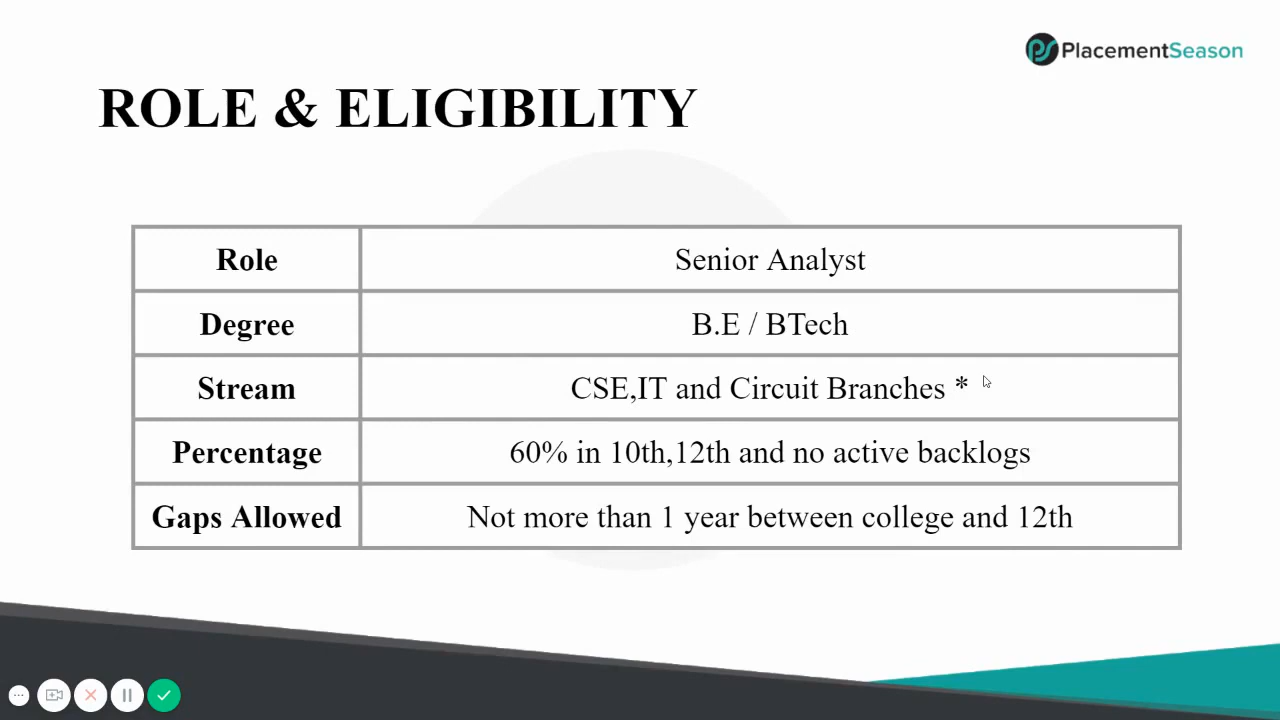 PlacementSeason
ROLE & ELIGIBILITY
Role Senior Analyst
Degree B.E / BTech
Stream CSE,IT and Circuit Branches *
Percentage 60% in 10th,12th and no active backlogs
Gaps Allowed Not more than 1 year between college and 12th